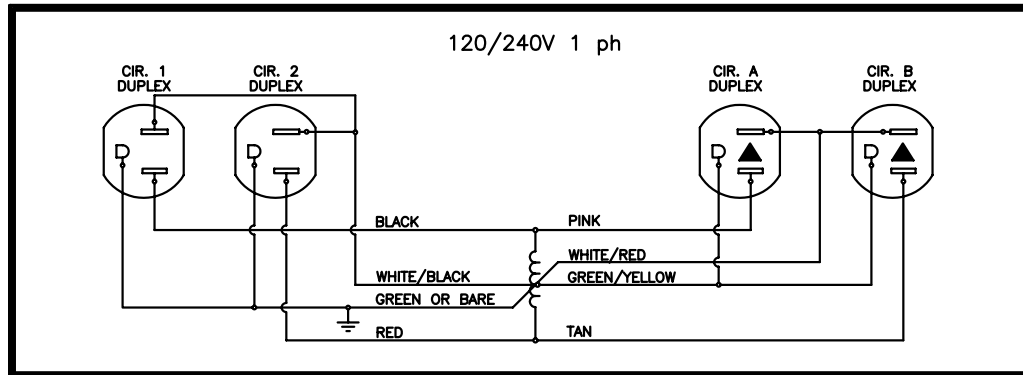 120/240V 1 ph
CIR. 1
DUPLEX
CIR. 2
DUPLEX
CIR. A
DUPLEX
CIR. B
DUPLEX
BLACK
PINK
WHITE/RED
WHITE/BLACK
GREEN/YELLOW
GREEN OR BARE
RED
TAN